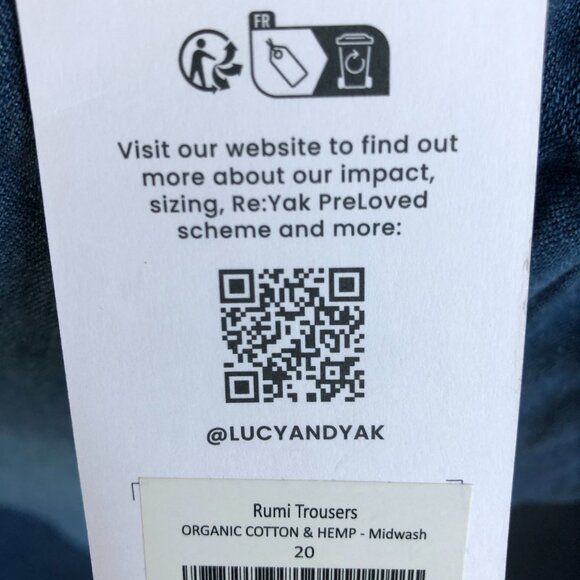 FR
Visit our website to find out
more about our impact,
sizing, Re:Yak PreLoved
scheme and more:
@LUCYANDYAK
Rumi Trousers
ORGANIC COTTON & HEMP - Midwash
20